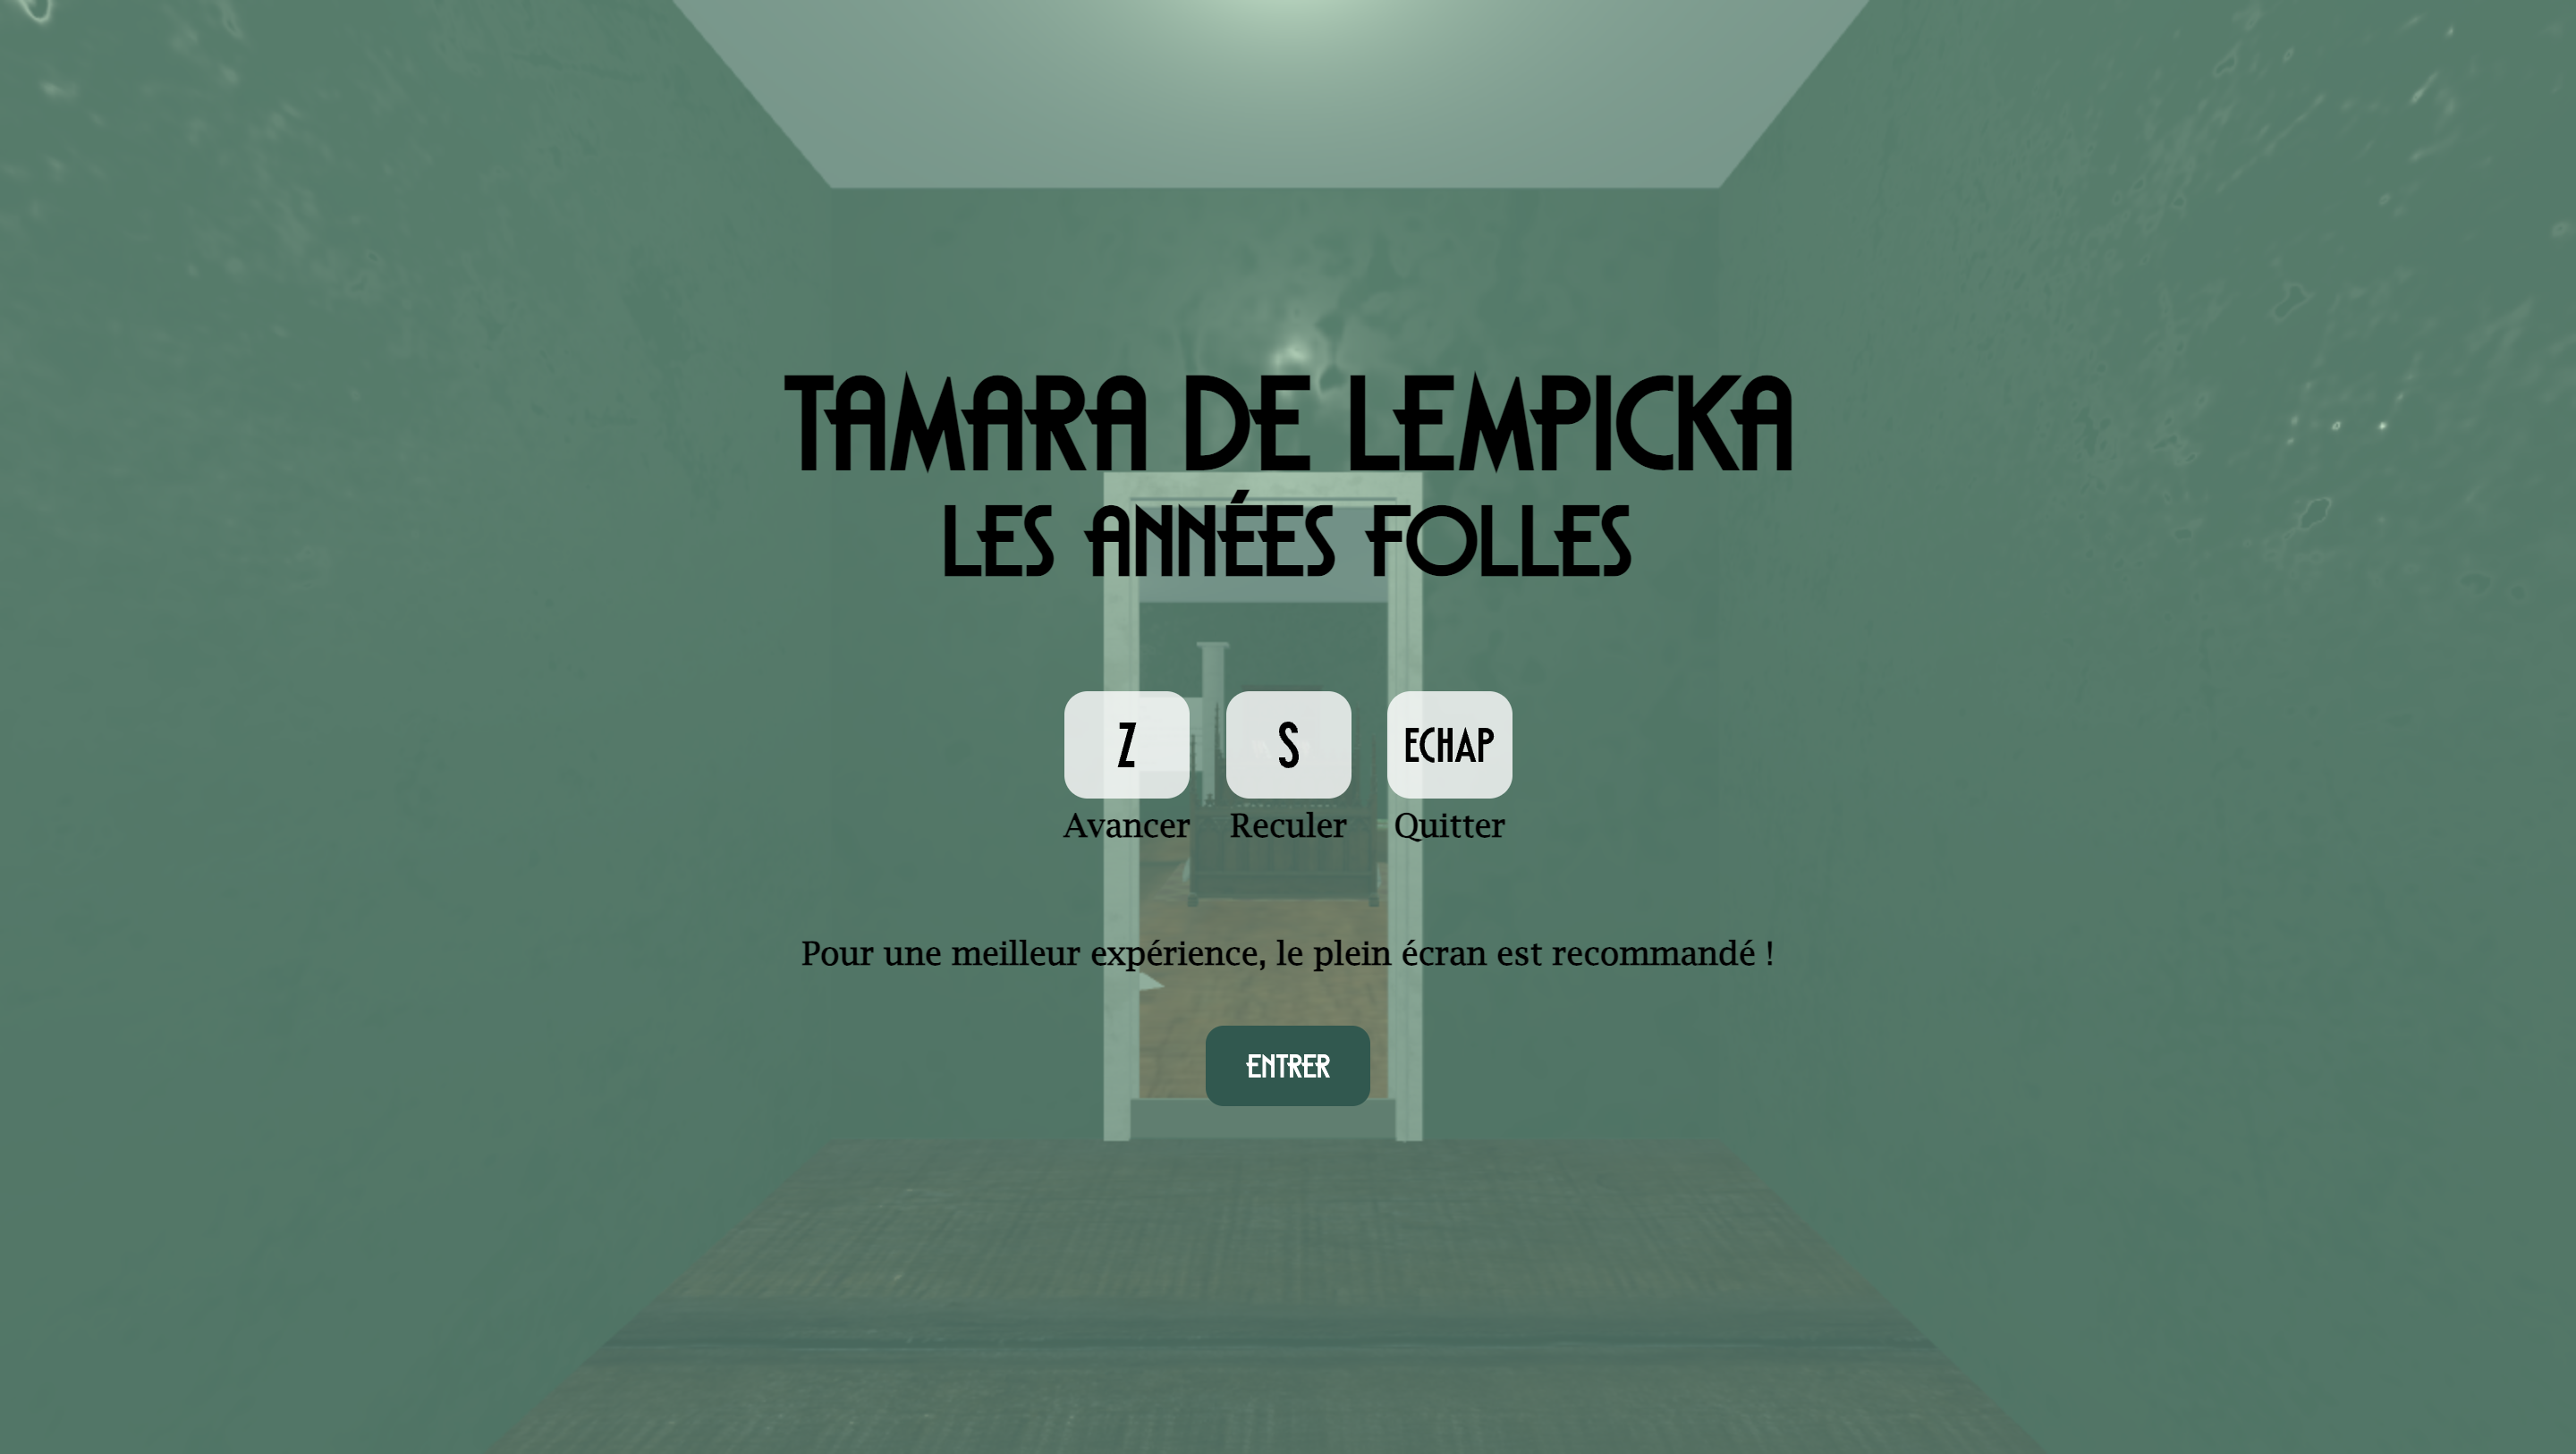 TAMARA DE LEMPICKA
LES ANNÉES FOLLES
Z S ECHAP
Avancer Reculer Quitter
Pour une meilleur expérience, le plein écran est recommandé !
ENTRER